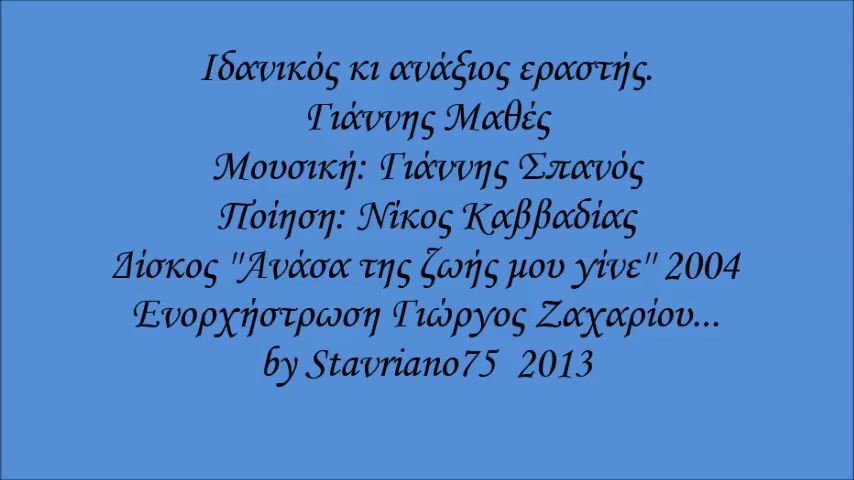 Ιδανικός κι ανάξιος εραστής.
Γιάννης Μαθές
Μουσική: Γιάννης Σπανός
Ποίηση: Νίκος Καββαδίας
Δίσκος "Ανάσα της ζωής μου γίνε" 2004
Ενορχήστρωση Γιώργος Ζαχαρίου...
by Stavriano75 2013